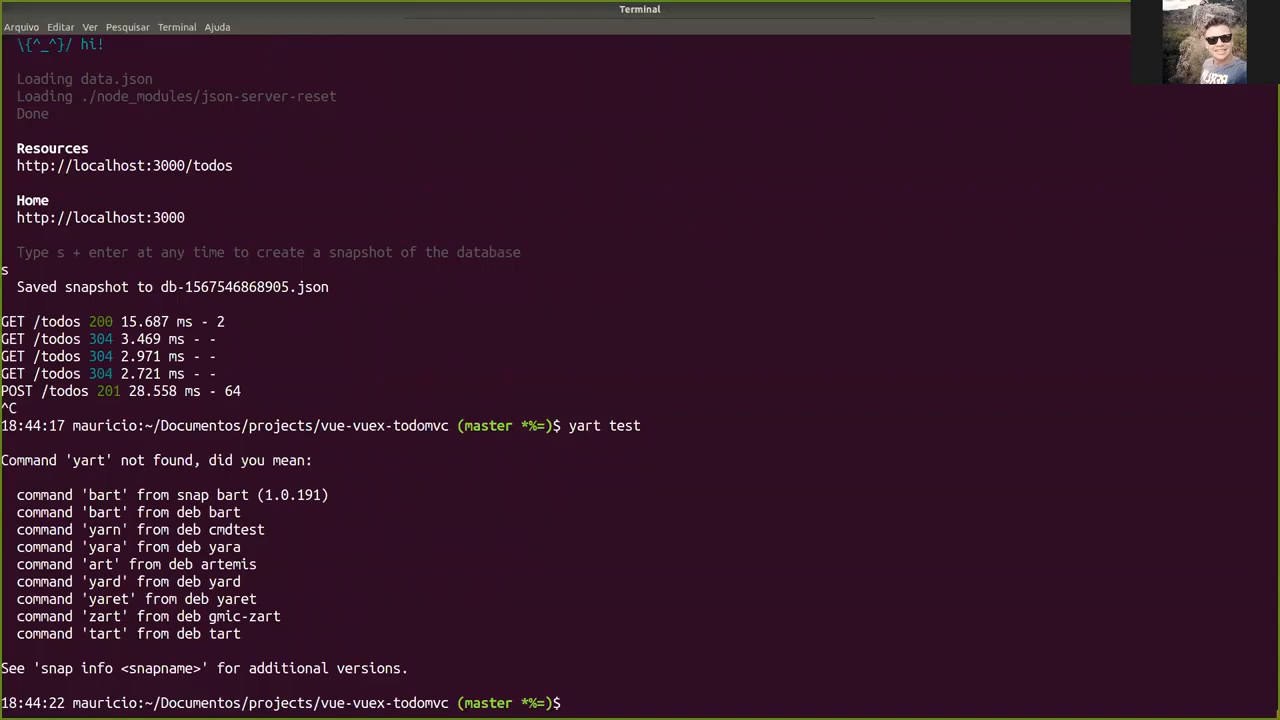 Terminal
Arquivo Editar Ver Pesquisar Terminal Ajuda
\{^_^}/ hi!
Loading data.json
Loading ./node_modules/json-server-reset
Done
Resources
http://localhost:3000/todos
Home
http://localhost:3000
Type s + enter at any time to create a snapshot of the database
s
Saved snapshot to db-1567546868905.json
GET /todos 200 15.687 ms - 2
GET /todos 304 3.469 ms - -
GET /todos 304 2.971 ms - -
GET /todos 304 2.721 ms - -
POST /todos 201 28.558 ms - 64
^C
18:44:17 mauricio:~/Documentos/projects/vue-vuex-todomvc (master *%=)$ yart test
Command 'yart' not found, did you mean:
command 'bart' from snap bart (1.0.191)
command 'bart' from deb bart
command 'yarn' from deb cmdtest
command 'yara' from deb yara
command 'art' from deb artemis
command 'yard' from deb yard
command 'yaret' from deb yaret
command 'zart' from deb gmic-zart
command 'tart' from deb tart
See 'snap info <snapname>' for additional versions.
18:44:22 mauricio:~/Documentos/projects/vue-vuex-todomvc (master *%=)$